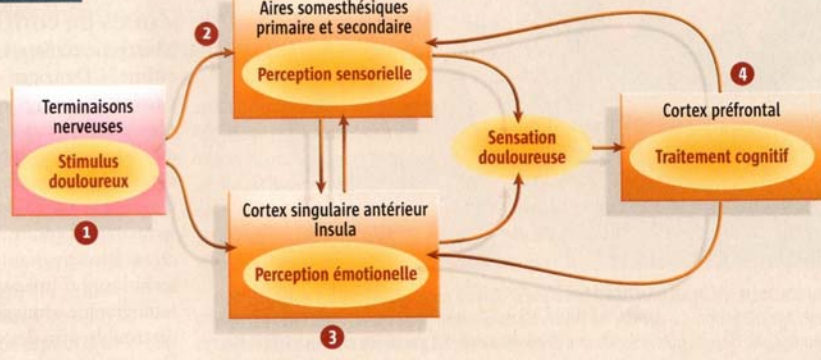 1
Terminaisons
nerveuses
Stimulus
douloureux
2
Aires somesthésiques
primaire et secondaire
Perception sensorielle
3
Cortex singulaire antérieur
Insula
Perception émotionelle
Sensation
douloureuse
4
Cortex préfrontal
Traitement cognitif